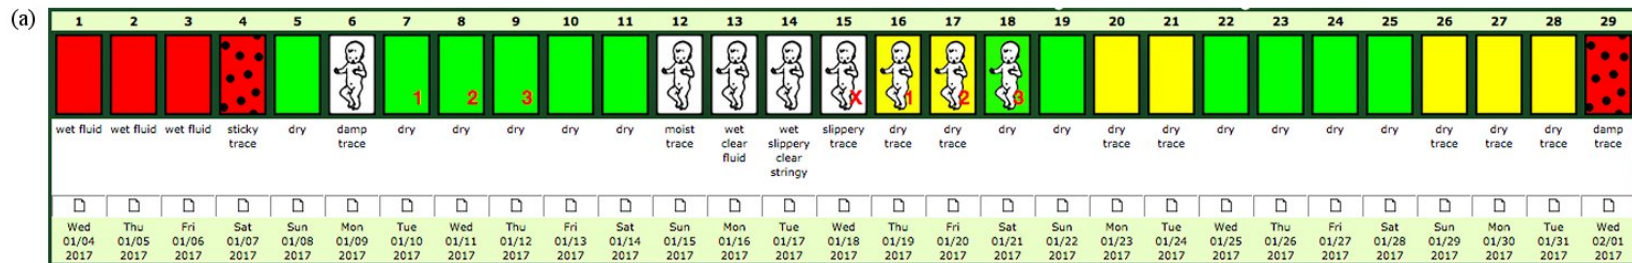 (a)
1 2 3 4 5 6 7 8 9 10 11 12 13 14 15 16 17 18 19 20 21 22 23 24 25 26 27 28 29
1 2 3 X 1 2 3
wet fluid wet fluid wet fluid sticky dry damp dry dry dry dry dry moist wet wet slippery dry dry dry dry dry dry dry dry dry dry dry dry dry damp
trace trace trace clear slippery trace trace trace trace trace trace trace trace trace
fluid clear
stringy
Wed Thu Fri Sat Sun Mon Tue Wed Thu Fri Sat Sun Mon Tue Wed Thu Fri Sat Sun Mon Tue Wed Thu Fri Sat Sun Mon Tue Wed
01/04 01/05 01/06 01/07 01/08 01/09 01/10 01/11 01/12 01/13 01/14 01/15 01/16 01/17 01/18 01/19 01/20 01/21 01/22 01/23 01/24 01/25 01/26 01/27 01/28 01/29 01/30 01/31 02/01
2017 2017 2017 2017 2017 2017 2017 2017 2017 2017 2017 2017 2017 2017 2017 2017 2017 2017 2017 2017 2017 2017 2017 2017 2017 2017 2017 2017 2017